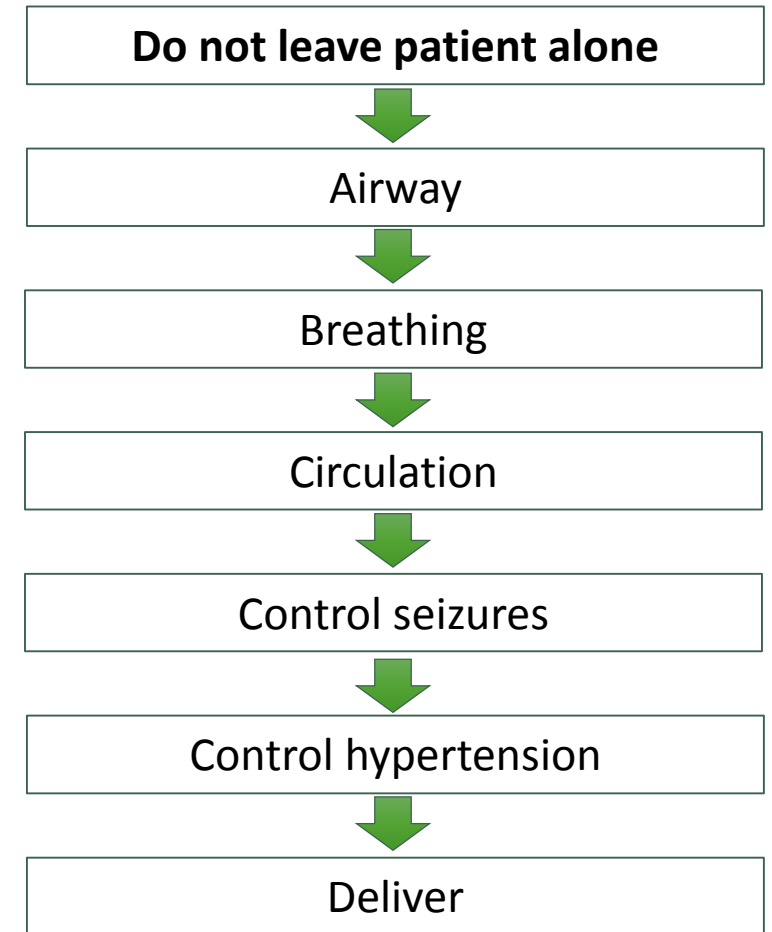 Do not leave patient alone
Airway
Breathing
Circulation
Control seizures
Control hypertension
Deliver